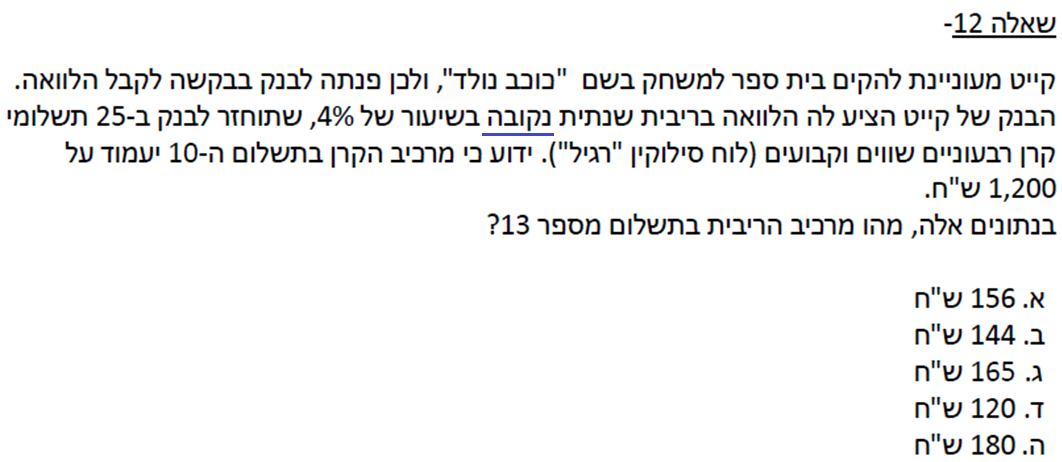 שאלה 12-
קייט מעוניינת להקים בית ספר למשחק בשם "כוכב נולד", ולכן פנתה לבנק בבקשה לקבל הלוואה.
הבנק של קייט הציע לה הלוואה בריבית שנתית נקובה בשיעור של 4%, שתוחזר לבנק ב-25 תשלומי
קרן רבעוניים שווים וקבועים (לוח סילוקין "רגיל"). ידוע כי מרכיב הקרן בתשלום ה-10 יעמוד על
1,200 ש"ח.
בנתונים אלה, מהו מרכיב הריבית בתשלום מספר 13?
א. 156 ש"ח
ב. 144 ש"ח
ג. 165 ש"ח
ד. 120 ש"ח
ה. 180 ש"ח